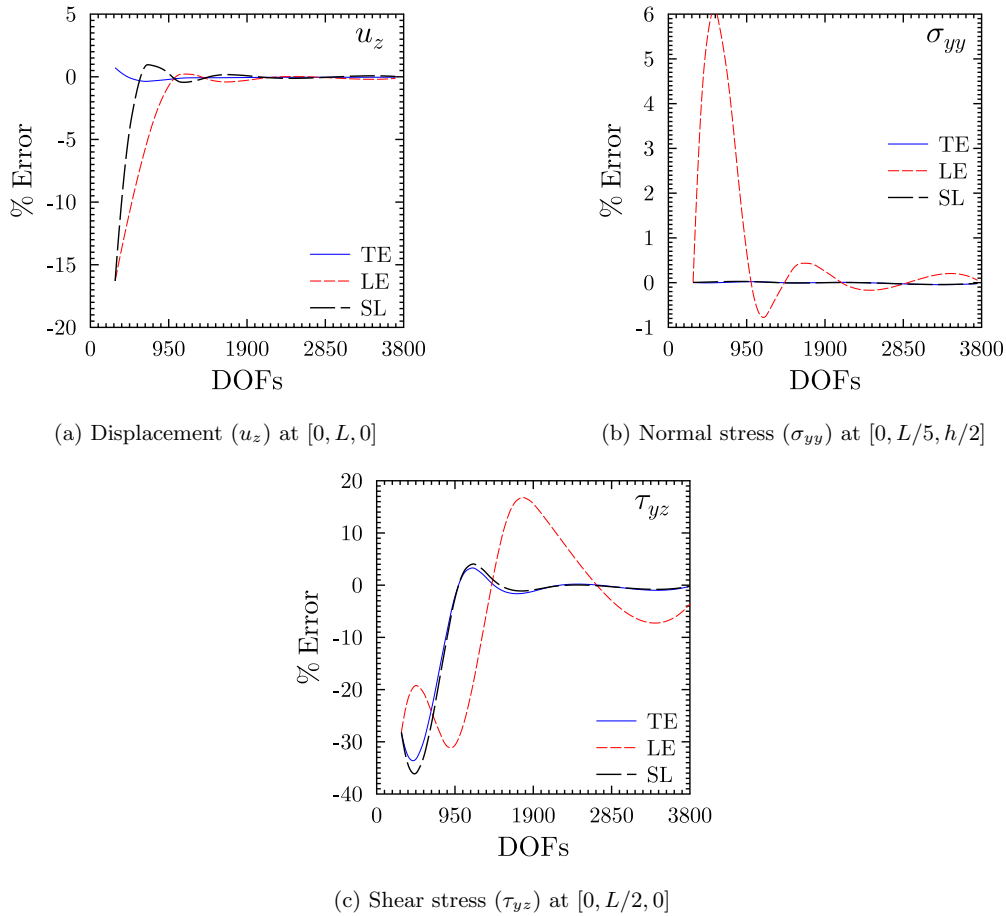 5
0
-5
-10
-15
-20
% Error
u_z
TE
LE
SL
0 950 1900 2850 3800
DOFs
(a) Displacement (u_z) at [0, L, 0]
6
5
4
3
2
1
0
-1
% Error
σ_yy
TE
LE
SL
0 950 1900 2850 3800
DOFs
(b) Normal stress (σ_yy) at [0, L/5, h/2]
20
10
0
-10
-20
-30
-40
% Error
τ_yz
TE
LE
SL
0 950 1900 2850 3800
DOFs
(c) Shear stress (τ_yz) at [0, L/2, 0]